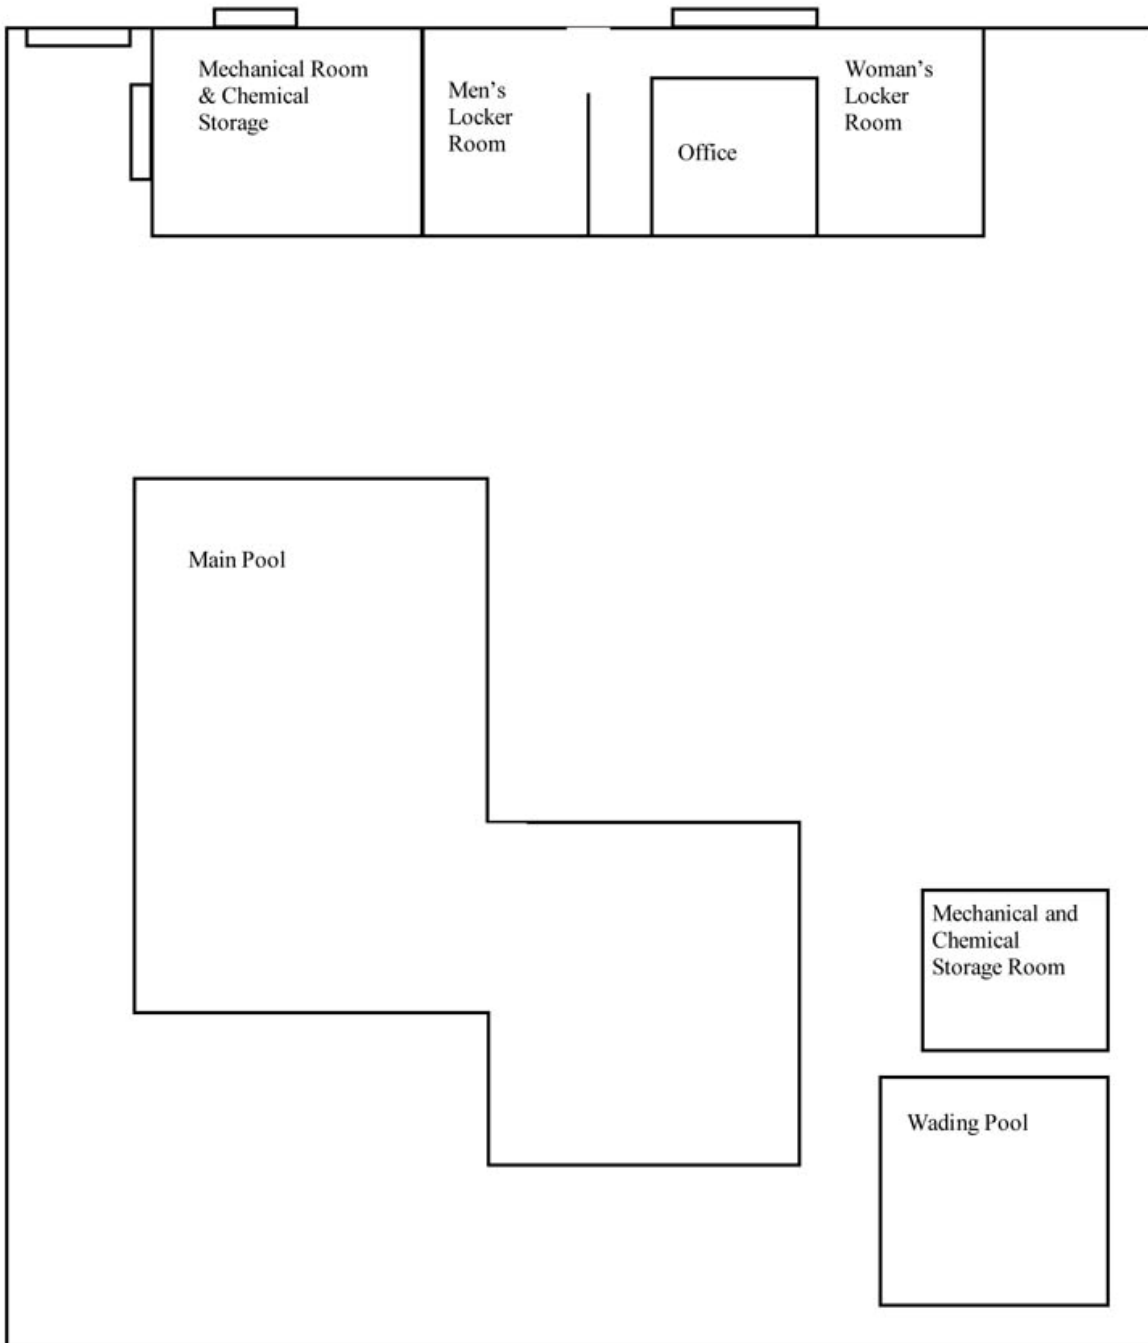 Mechanical Room
& Chemical
Storage
Men's
Locker
Room
Office
Woman's
Locker
Room
Main Pool
Mechanical and
Chemical
Storage Room
Wading Pool